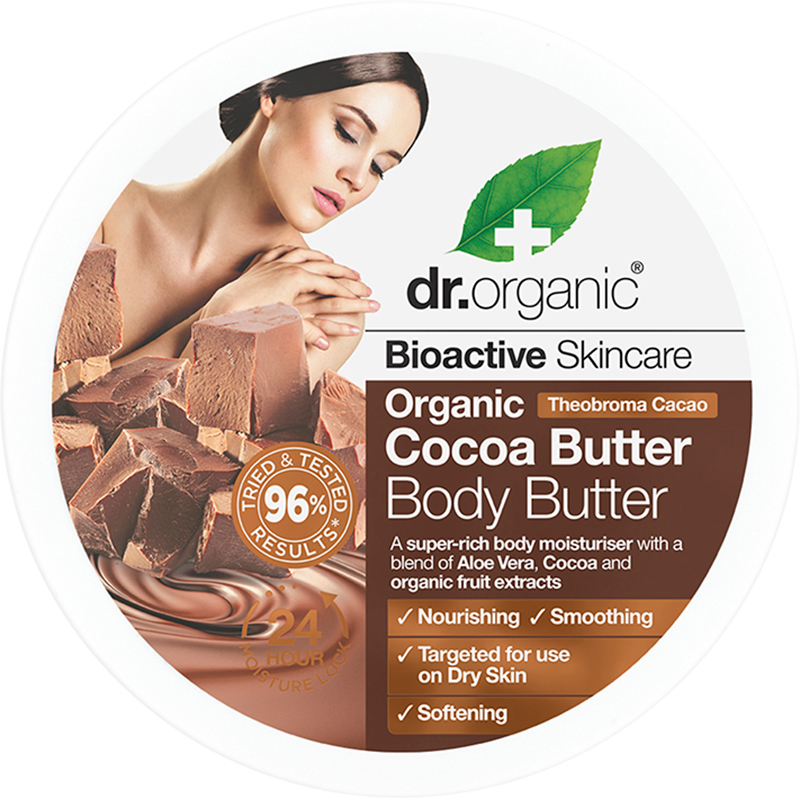 dr.organic®
Bioactive Skincare
Organic Theobroma Cacao
Cocoa Butter
Body Butter
A super-rich body moisturiser with a
blend of Aloe Vera, Cocoa and
organic fruit extracts
✓ Nourishing ✓ Smoothing
✓ Targeted for use
on Dry Skin
✓ Softening
TRIED & TESTED
96%
RESULTS*
24
HOUR
MOISTURE LOCK